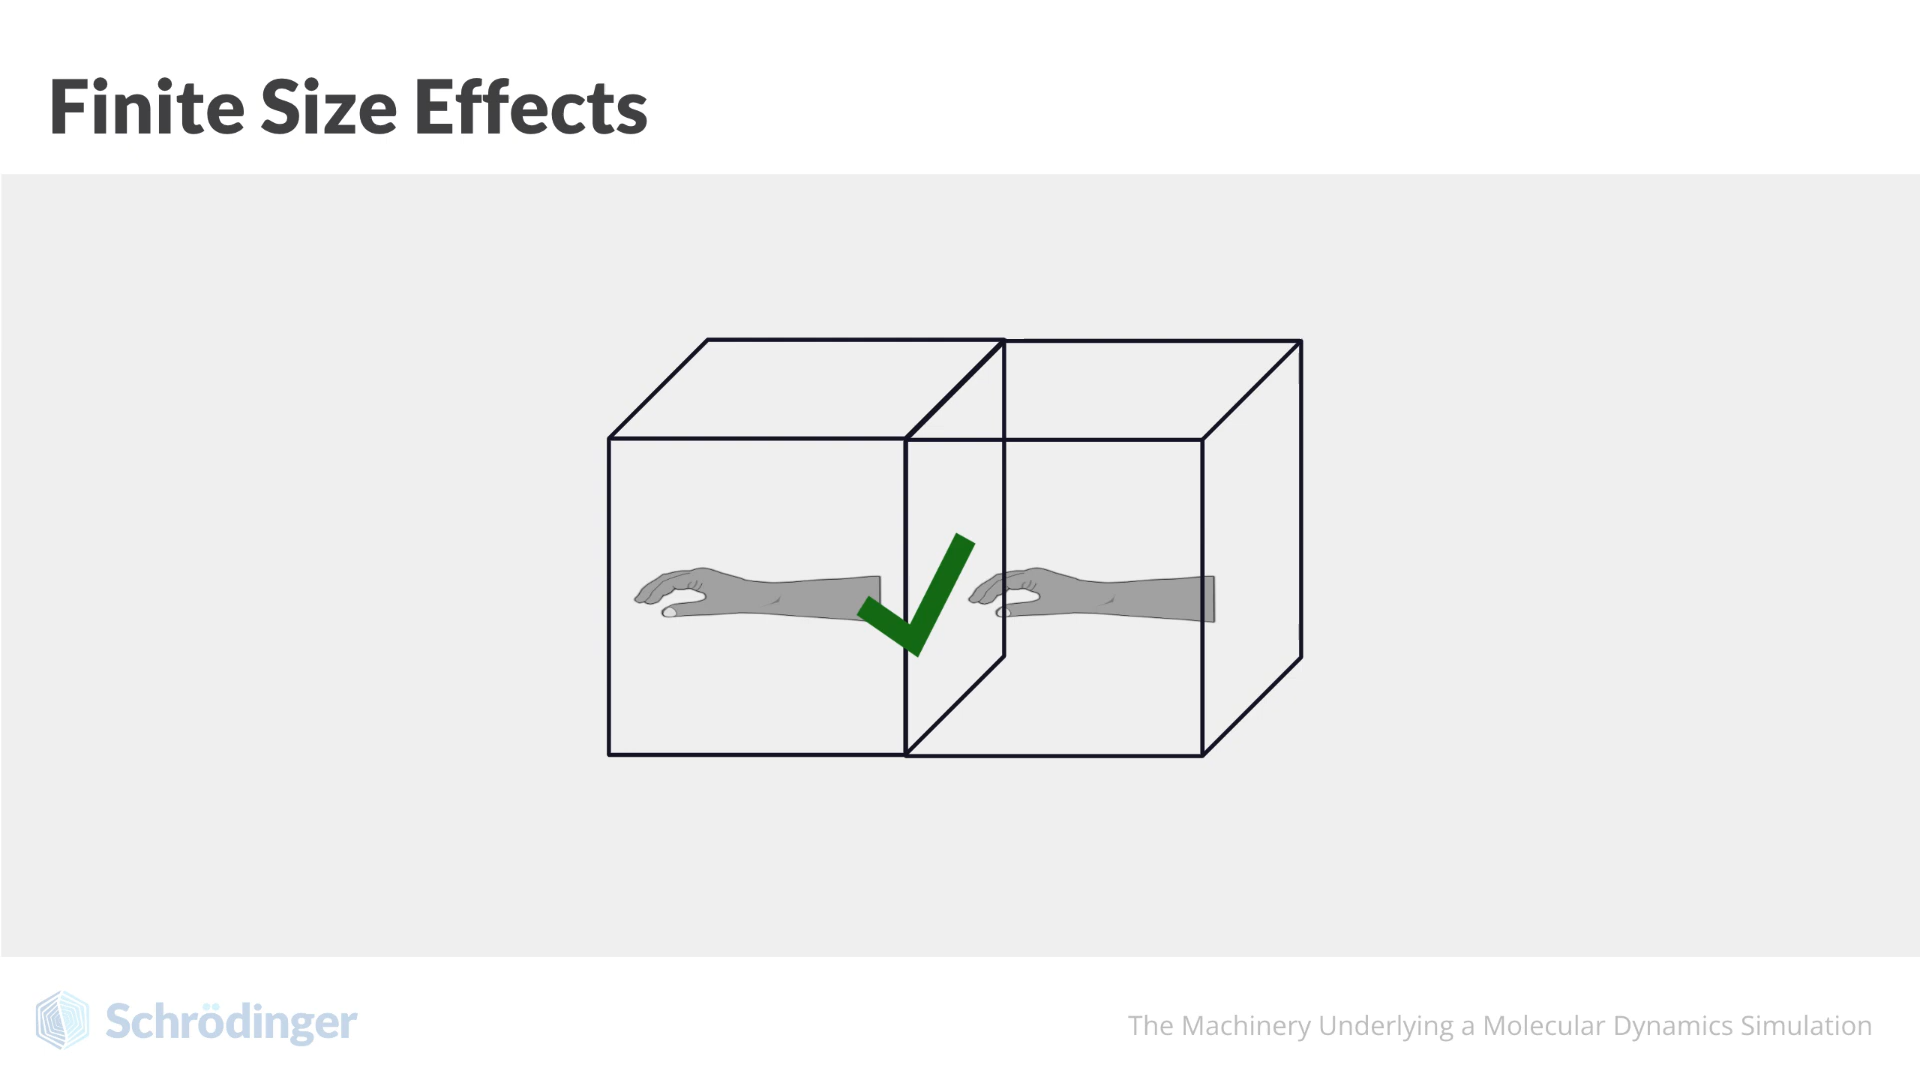 Finite Size Effects
Schrödinger
The Machinery Underlying a Molecular Dynamics Simulation